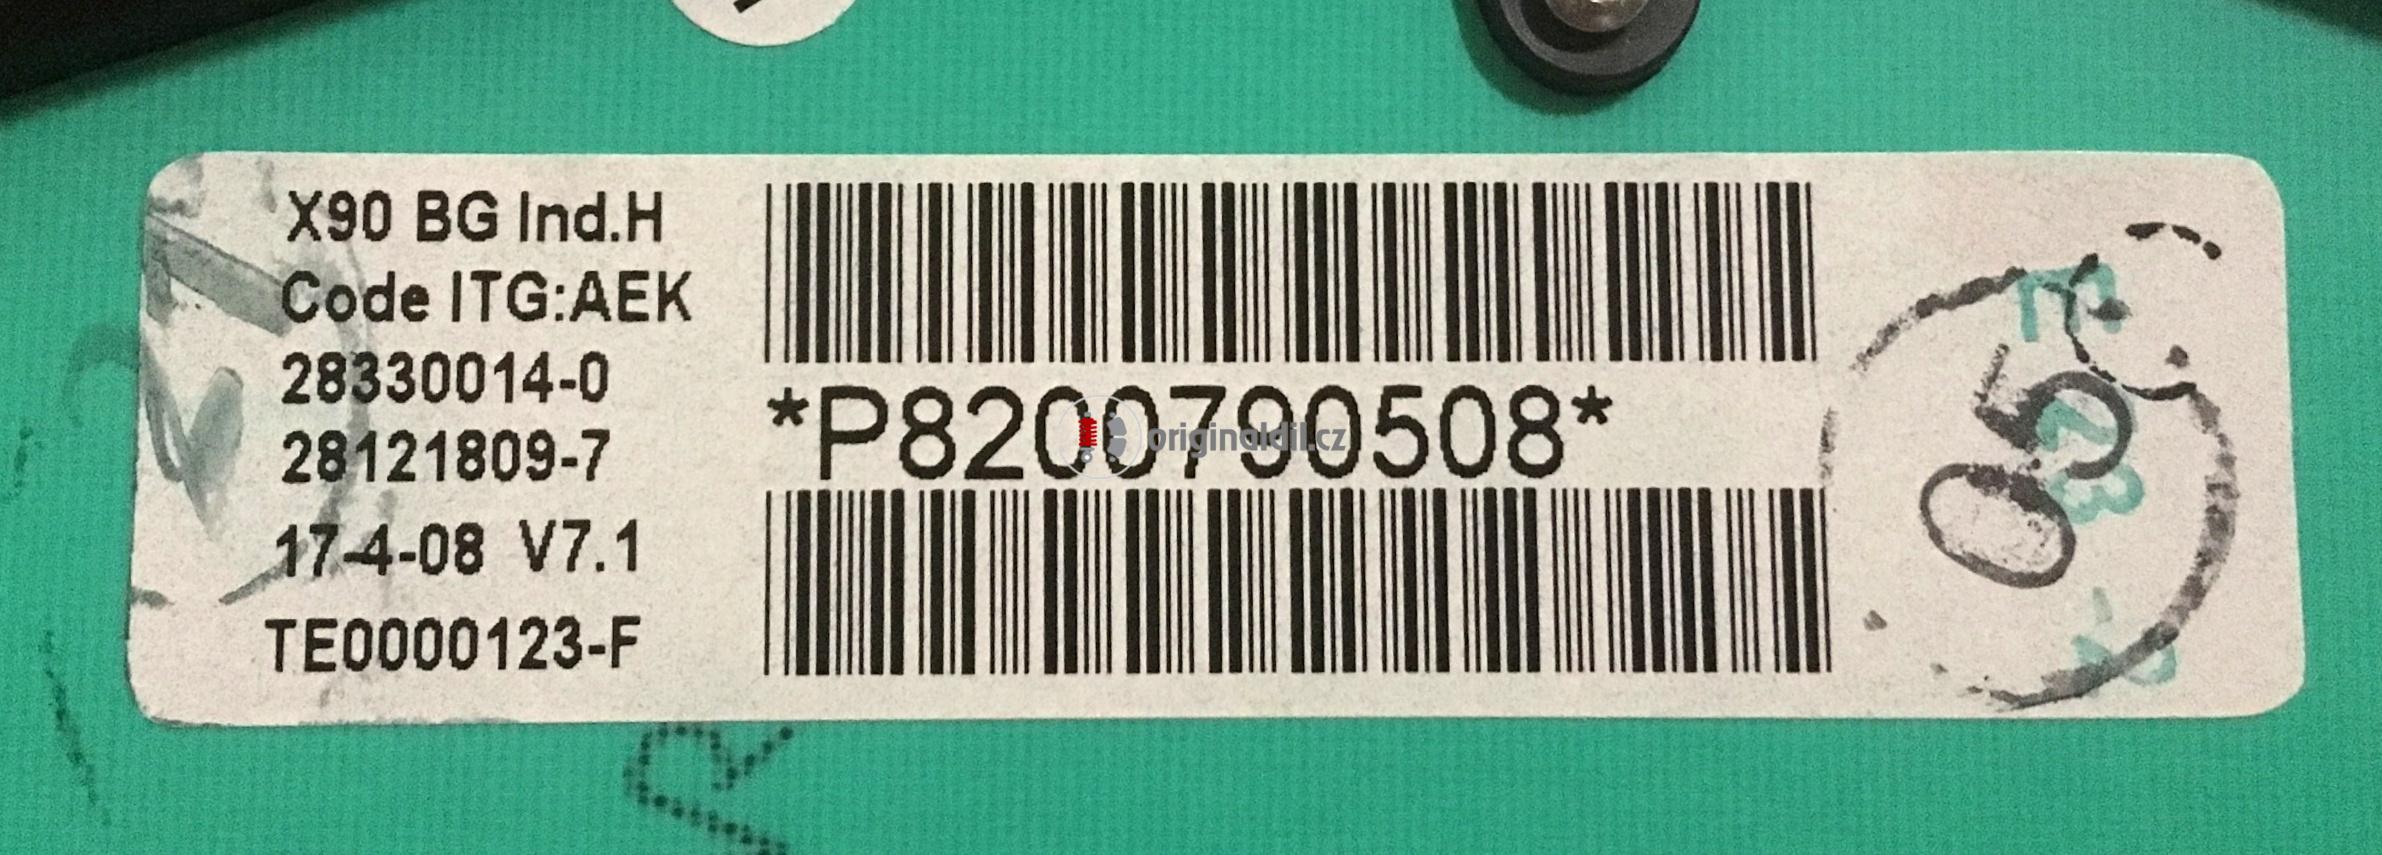 X90 BG Ind.H
Code ITG:AEK
28330014-0
28121809-7
17-4-08 V7.1
TE0000123-F
*P8200790508*
originaldil.cz
05